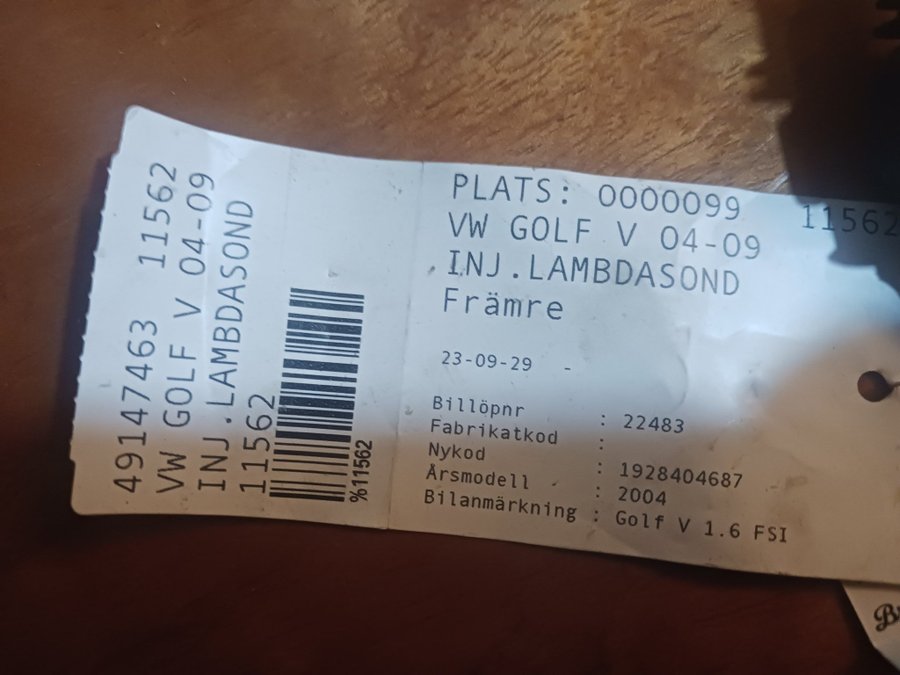 49147463 11562
VW GOLF V 04-09
INJ.LAMBDASOND
11562
%11562
PLATS: 0000099 11562
VW GOLF V 04-09
INJ.LAMBDASOND
Främre
23-09-29 -
Billöpnr : 22483
Fabrikatkod :
Nykod : 1928404687
Årsmodell : 2004
Bilanmärkning : Golf V 1.6 FSI